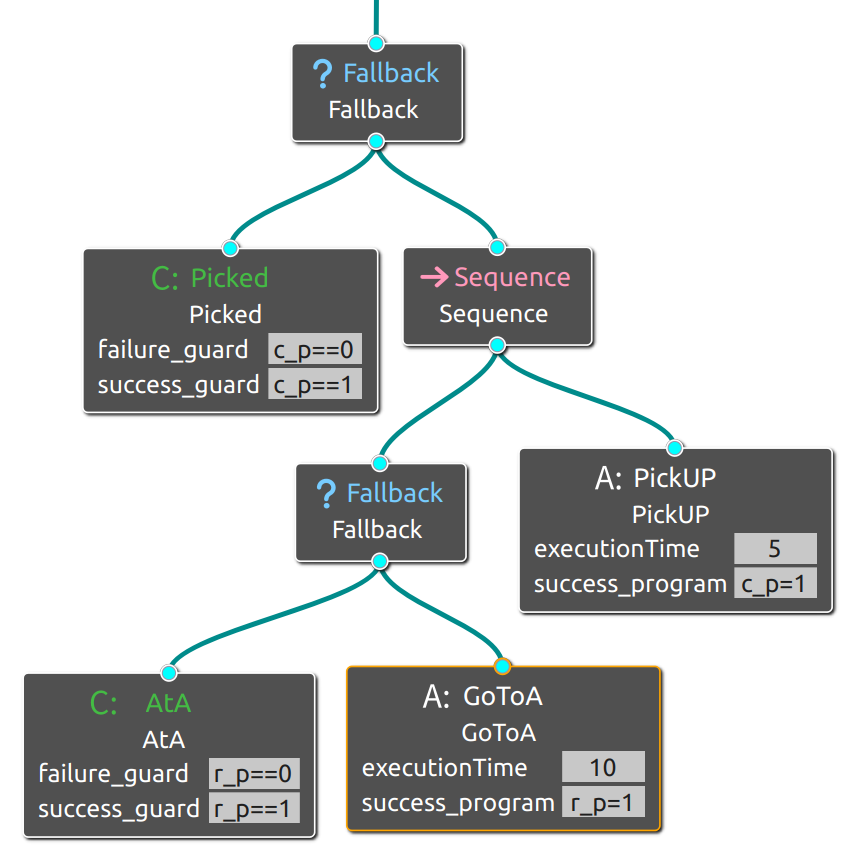 ? Fallback
Fallback
C: Picked
Picked
failure_guard c_p==0
success_guard c_p==1
→ Sequence
Sequence
? Fallback
Fallback
A: PickUP
PickUP
executionTime 5
success_program c_p=1
C: AtA
AtA
failure_guard r_p==0
success_guard r_p==1
A: GoToA
GoToA
executionTime 10
success_program r_p=1